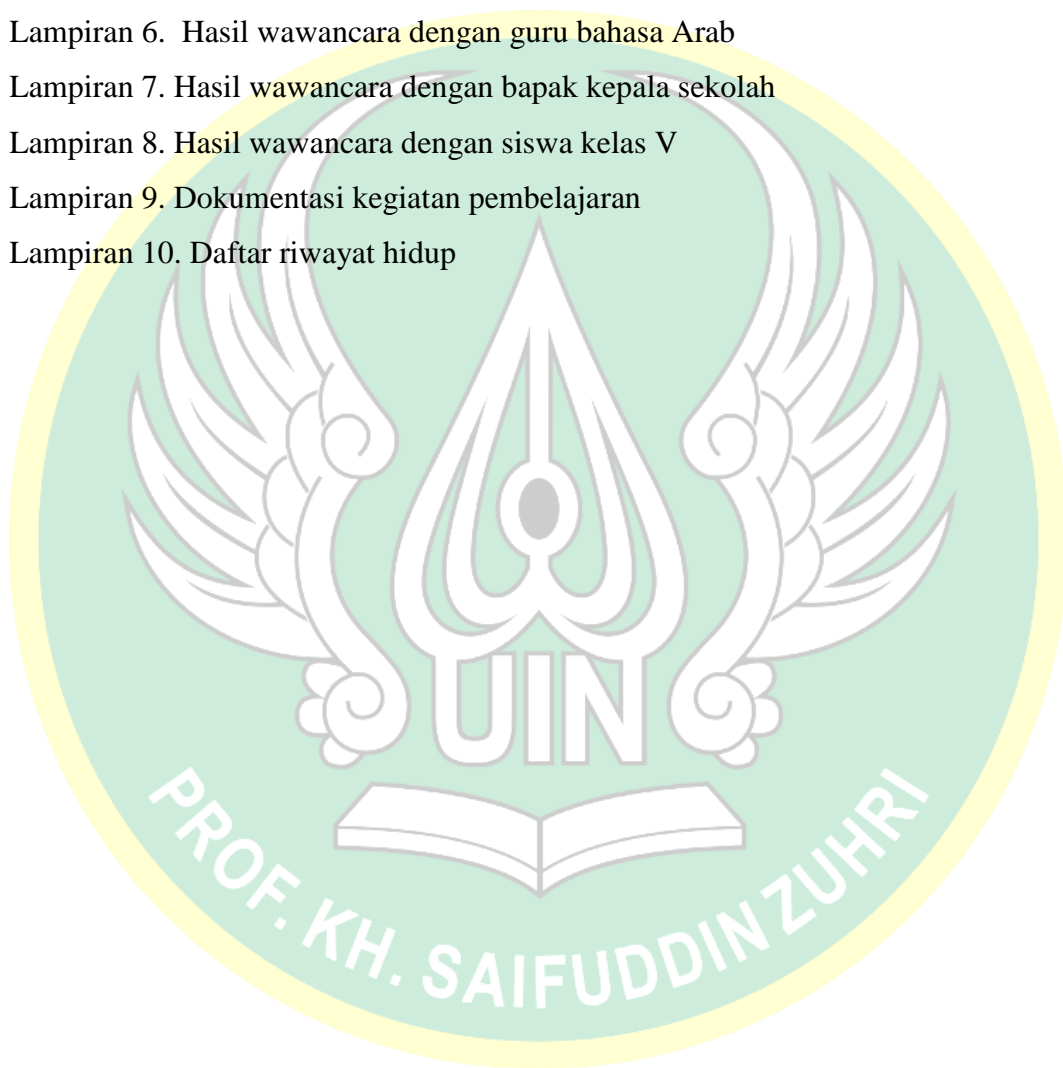 Lampiran 6.  Hasil wawancara dengan guru bahasa Arab
Lampiran 7. Hasil wawancara dengan bapak kepala sekolah
Lampiran 8. Hasil wawancara dengan siswa kelas V
Lampiran 9. Dokumentasi kegiatan pembelajaran
Lampiran 10. Daftar riwayat hidup
UIN
PROF. KH. SAIFUDDIN ZUHRI